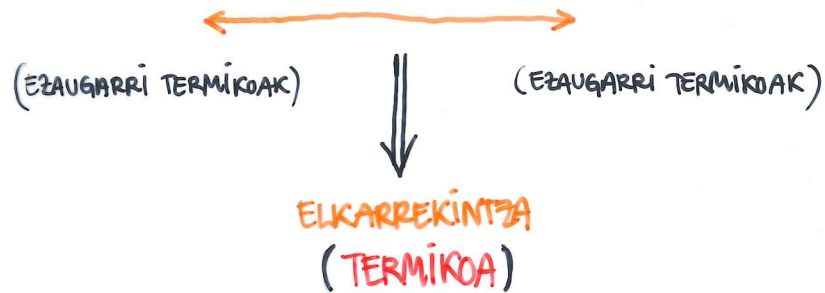 (EZAUGARRI TERMIKOAK) (EZAUGARRI TERMIKOAK)
ELKARREKINTZA
(TERMIKOA)